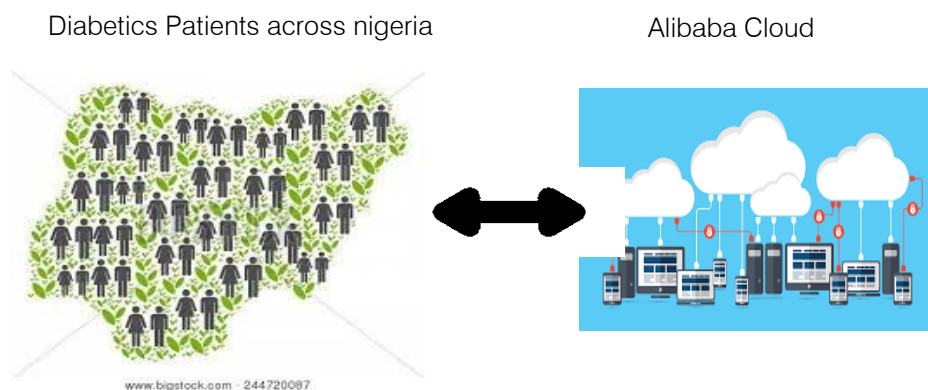 Diabetics Patients across nigeria
Alibaba Cloud
www.bigstock.com · 244720087